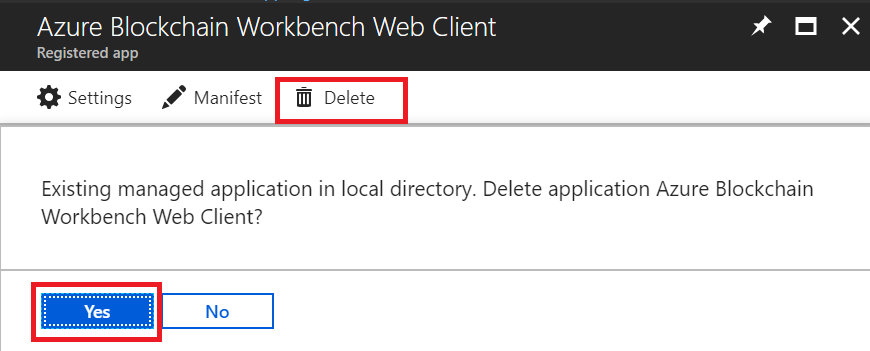 Azure Blockchain Workbench Web Client
Registered app
Settings Manifest Delete
Existing managed application in local directory. Delete application Azure Blockchain
Workbench Web Client?
Yes No